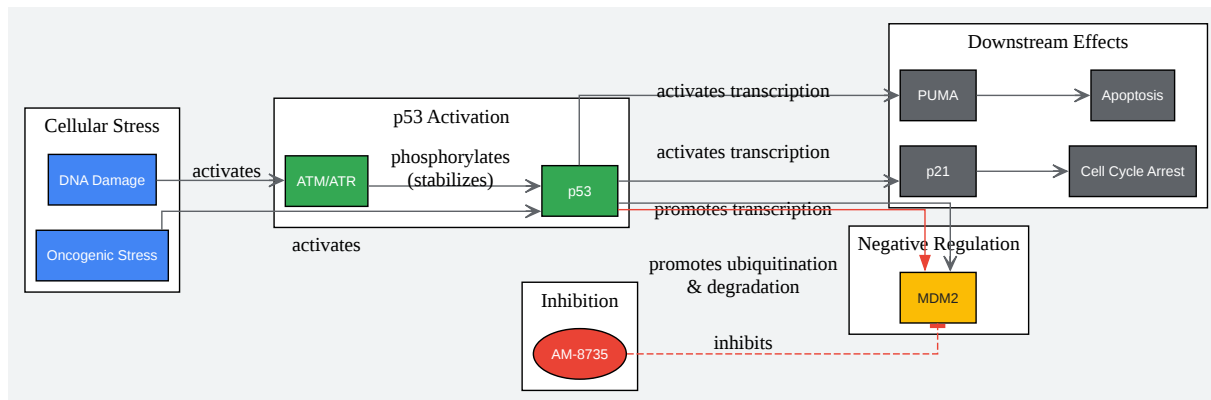 Cellular Stress
DNA Damage
Oncogenic Stress
activates
p53 Activation
ATM/ATR
phosphorylates
(stabilizes)
p53
activates
activates transcription
activates transcription
promotes transcription
promotes ubiquitination
& degradation
Downstream Effects
PUMA
Apoptosis
p21
Cell Cycle Arrest
Negative Regulation
MDM2
Inhibition
AM-8735
inhibits